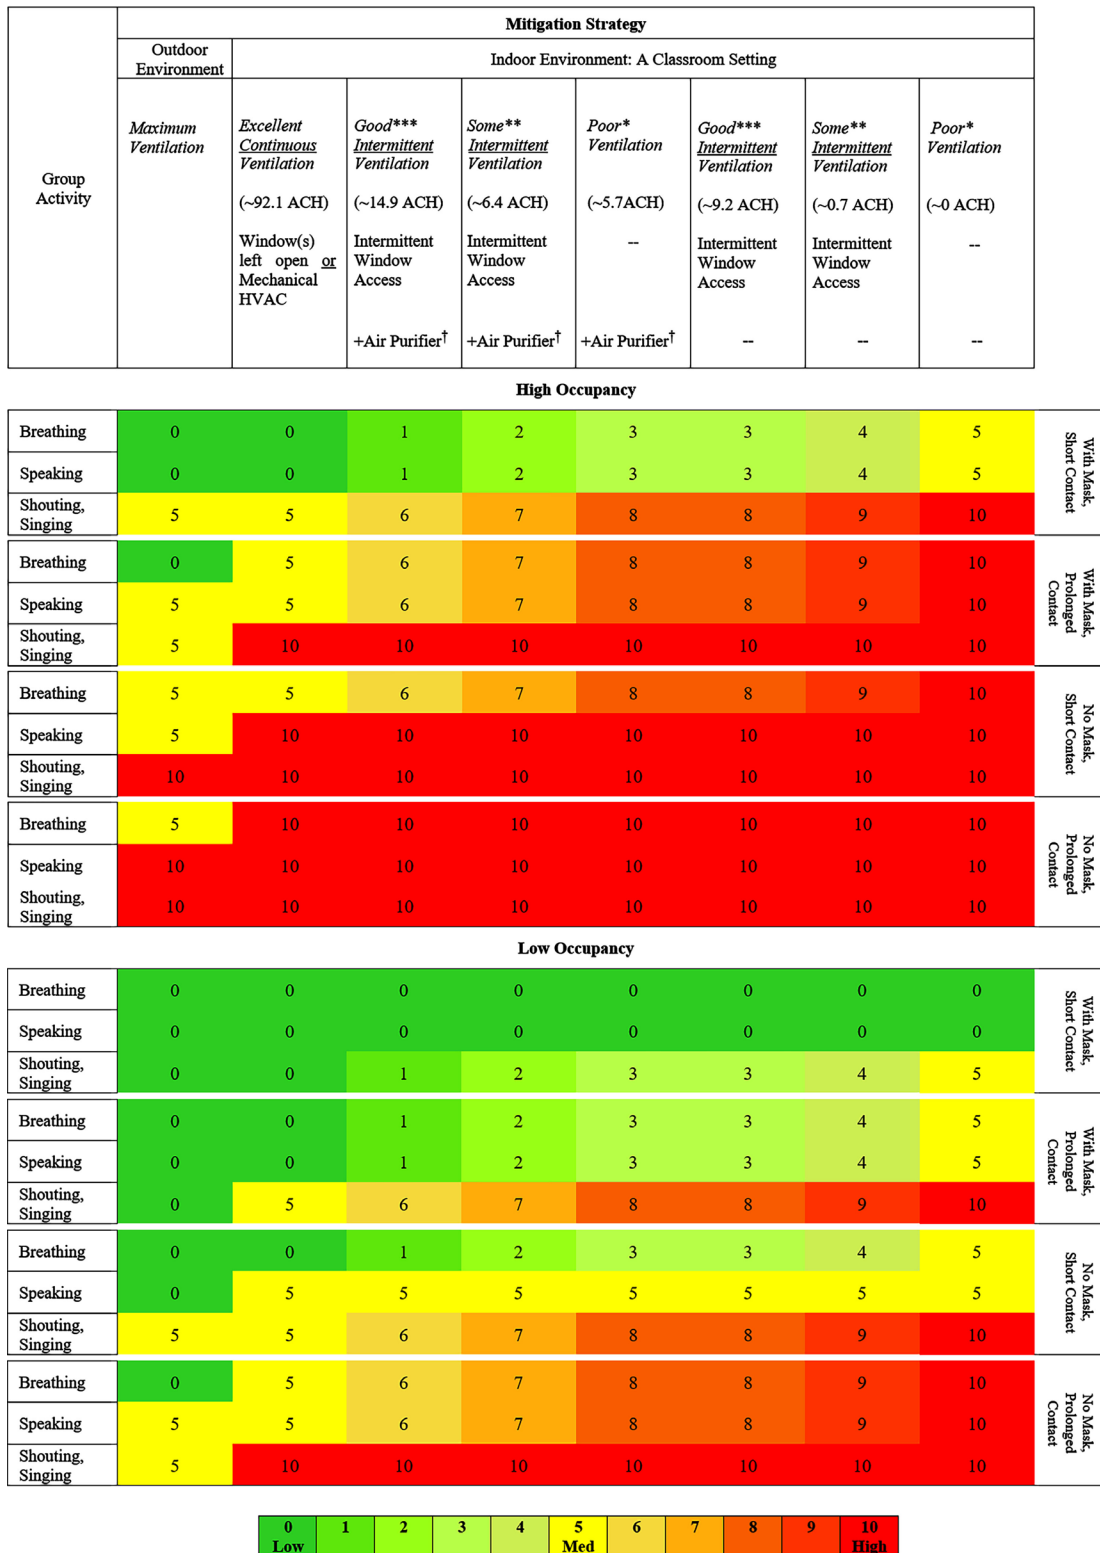 Mitigation Strategy
Outdoor
Environment
Indoor Environment: A Classroom Setting
Group
Activity
Maximum
Ventilation
Excellent
Continuous
Ventilation
(~92.1 ACH)
Window(s)
left open or
Mechanical
HVAC
Good***
Intermittent
Ventilation
(~14.9 ACH)
Intermittent
Window
Access
+Air Purifier†
Some**
Intermittent
Ventilation
(~6.4 ACH)
Intermittent
Window
Access
+Air Purifier†
Poor*
Ventilation
(~5.7ACH)
--
+Air Purifier†
Good***
Intermittent
Ventilation
(~9.2 ACH)
Intermittent
Window
Access
--
Some**
Intermittent
Ventilation
(~0.7 ACH)
Intermittent
Window
Access
--
Poor*
Ventilation
(~0 ACH)
--
--
High Occupancy
Breathing 0 0 1 2 3 3 4 5
Speaking 0 0 1 2 3 3 4 5
Shouting,
Singing 5 5 6 7 8 8 9 10
With Mask,
Short Contact
Breathing 0 5 6 7 8 8 9 10
Speaking 5 5 6 7 8 8 9 10
Shouting,
Singing 5 10 10 10 10 10 10 10
With Mask,
Prolonged
Contact
Breathing 5 5 6 7 8 8 9 10
Speaking 5 10 10 10 10 10 10 10
Shouting,
Singing 10 10 10 10 10 10 10 10
No Mask,
Short Contact
Breathing 5 10 10 10 10 10 10 10
Speaking 10 10 10 10 10 10 10 10
Shouting,
Singing 10 10 10 10 10 10 10 10
No Mask,
Prolonged
Contact
Low Occupancy
Breathing 0 0 0 0 0 0 0 0
Speaking 0 0 0 0 0 0 0 0
Shouting,
Singing 0 0 1 2 3 3 4 5
With Mask,
Short Contact
Breathing 0 0 1 2 3 3 4 5
Speaking 0 0 1 2 3 3 4 5
Shouting,
Singing 0 5 6 7 8 8 9 10
With Mask,
Prolonged
Contact
Breathing 0 0 1 2 3 3 4 5
Speaking 0 5 5 5 5 5 5 5
Shouting,
Singing 5 5 6 7 8 8 9 10
No Mask,
Short Contact
Breathing 0 5 6 7 8 8 9 10
Speaking 5 5 6 7 8 8 9 10
Shouting,
Singing 5 10 10 10 10 10 10 10
No Mask,
Prolonged
Contact
0 1 2 3 4 5 6 7 8 9 10
Low Med High